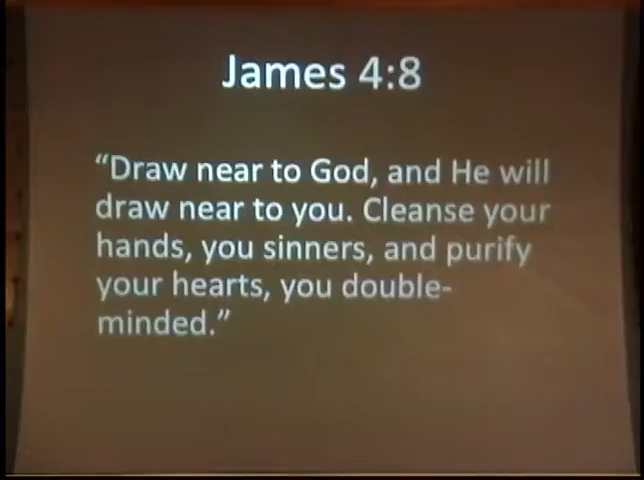 James 4:8
“Draw near to God, and He will
draw near to you. Cleanse your
hands, you sinners, and purify
your hearts, you double-
minded.”